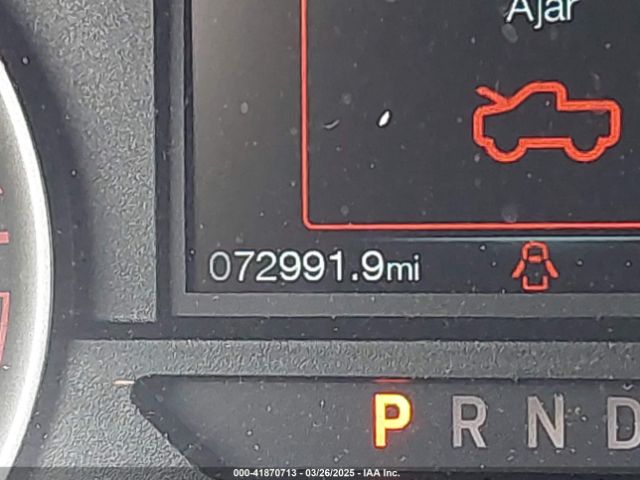 Ajar
072991.9mi
P R N D
000-41870713 - 03/26/2025 - IAA Inc.